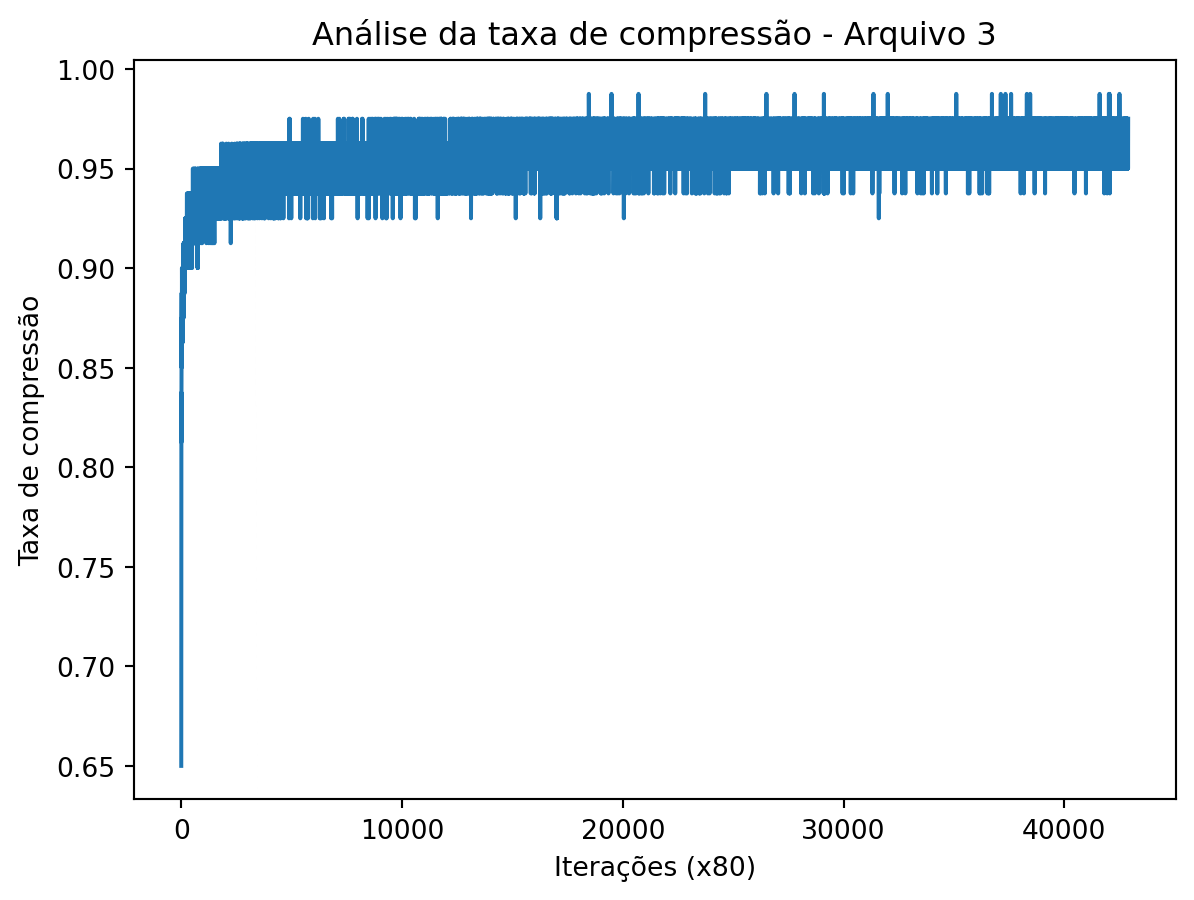 Análise da taxa de compressão - Arquivo 3
1.00
0.95
0.90
0.85
0.80
0.75
0.70
0.65
Taxa de compressão
0 10000 20000 30000 40000
Iterações (x80)